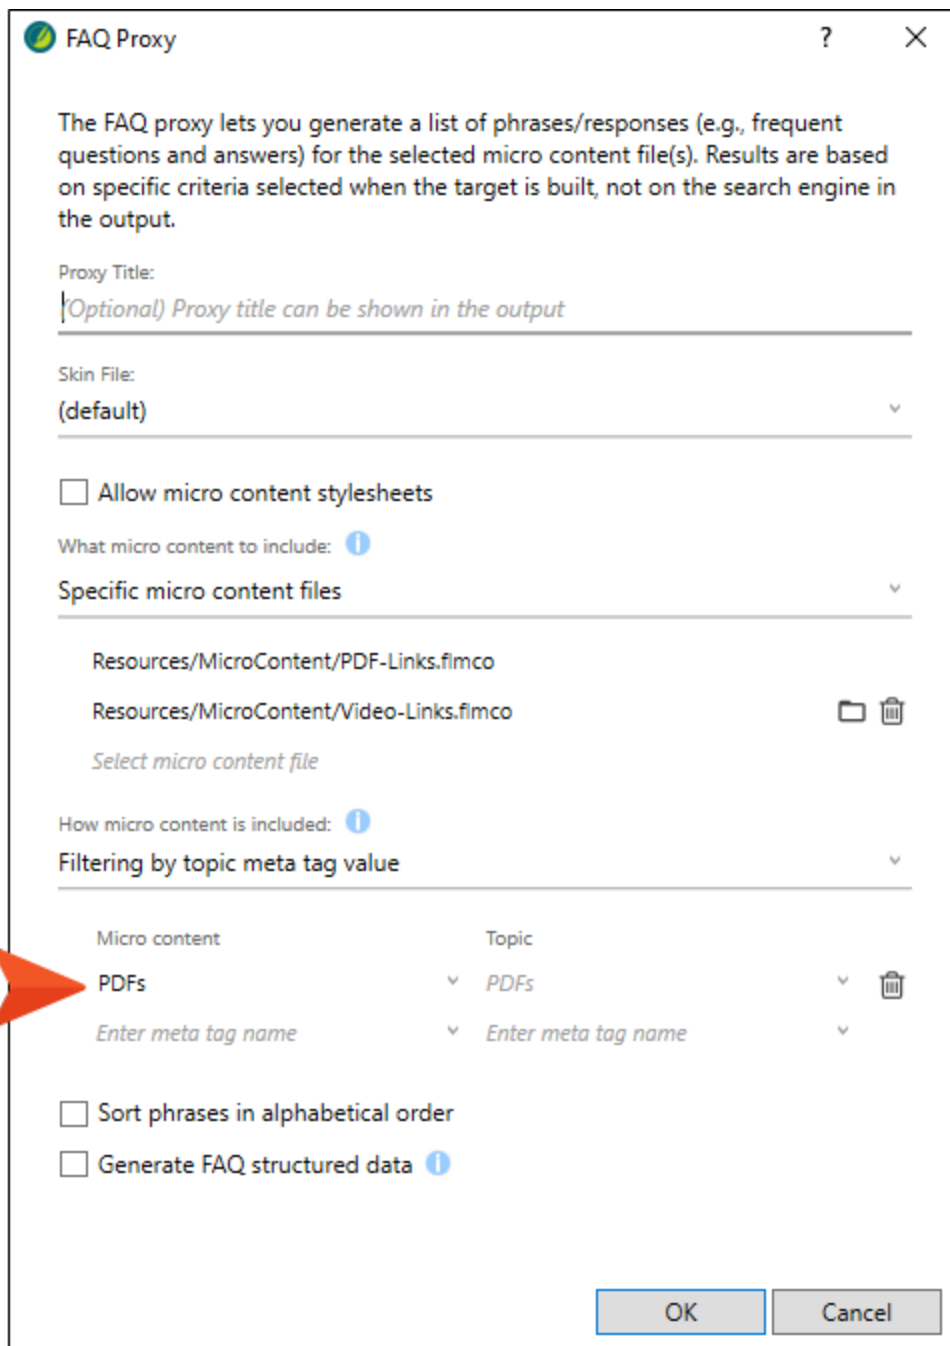 FAQ Proxy ?
The FAQ proxy lets you generate a list of phrases/responses (e.g., frequent
questions and answers) for the selected micro content file(s). Results are based
on specific criteria selected when the target is built, not on the search engine in
the output.
Proxy Title:
(Optional) Proxy title can be shown in the output
Skin File:
(default)
Allow micro content stylesheets
What micro content to include:
Specific micro content files
Resources/MicroContent/PDF-Links.flmco
Resources/MicroContent/Video-Links.flmco
Select micro content file
How micro content is included:
Filtering by topic meta tag value
Micro content Topic
PDFs PDFs
Enter meta tag name Enter meta tag name
Sort phrases in alphabetical order
Generate FAQ structured data
OK Cancel